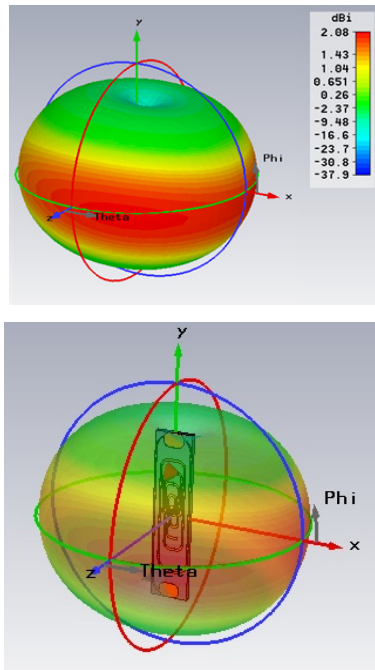 dBi
2.08
1.43
1.04
0.651
0.26
-2.37
-9.48
-16.6
-23.7
-30.8
-37.9
y
Phi
x
z
Theta
y
Phi
x
z
Theta